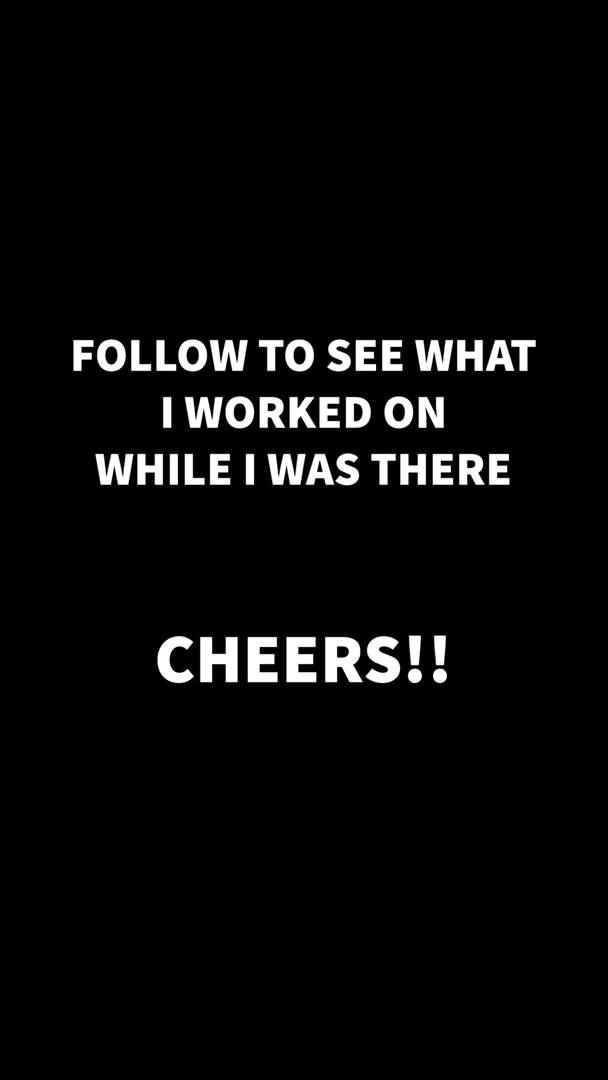 FOLLOW TO SEE WHAT
I WORKED ON
WHILE I WAS THERE
CHEERS!!